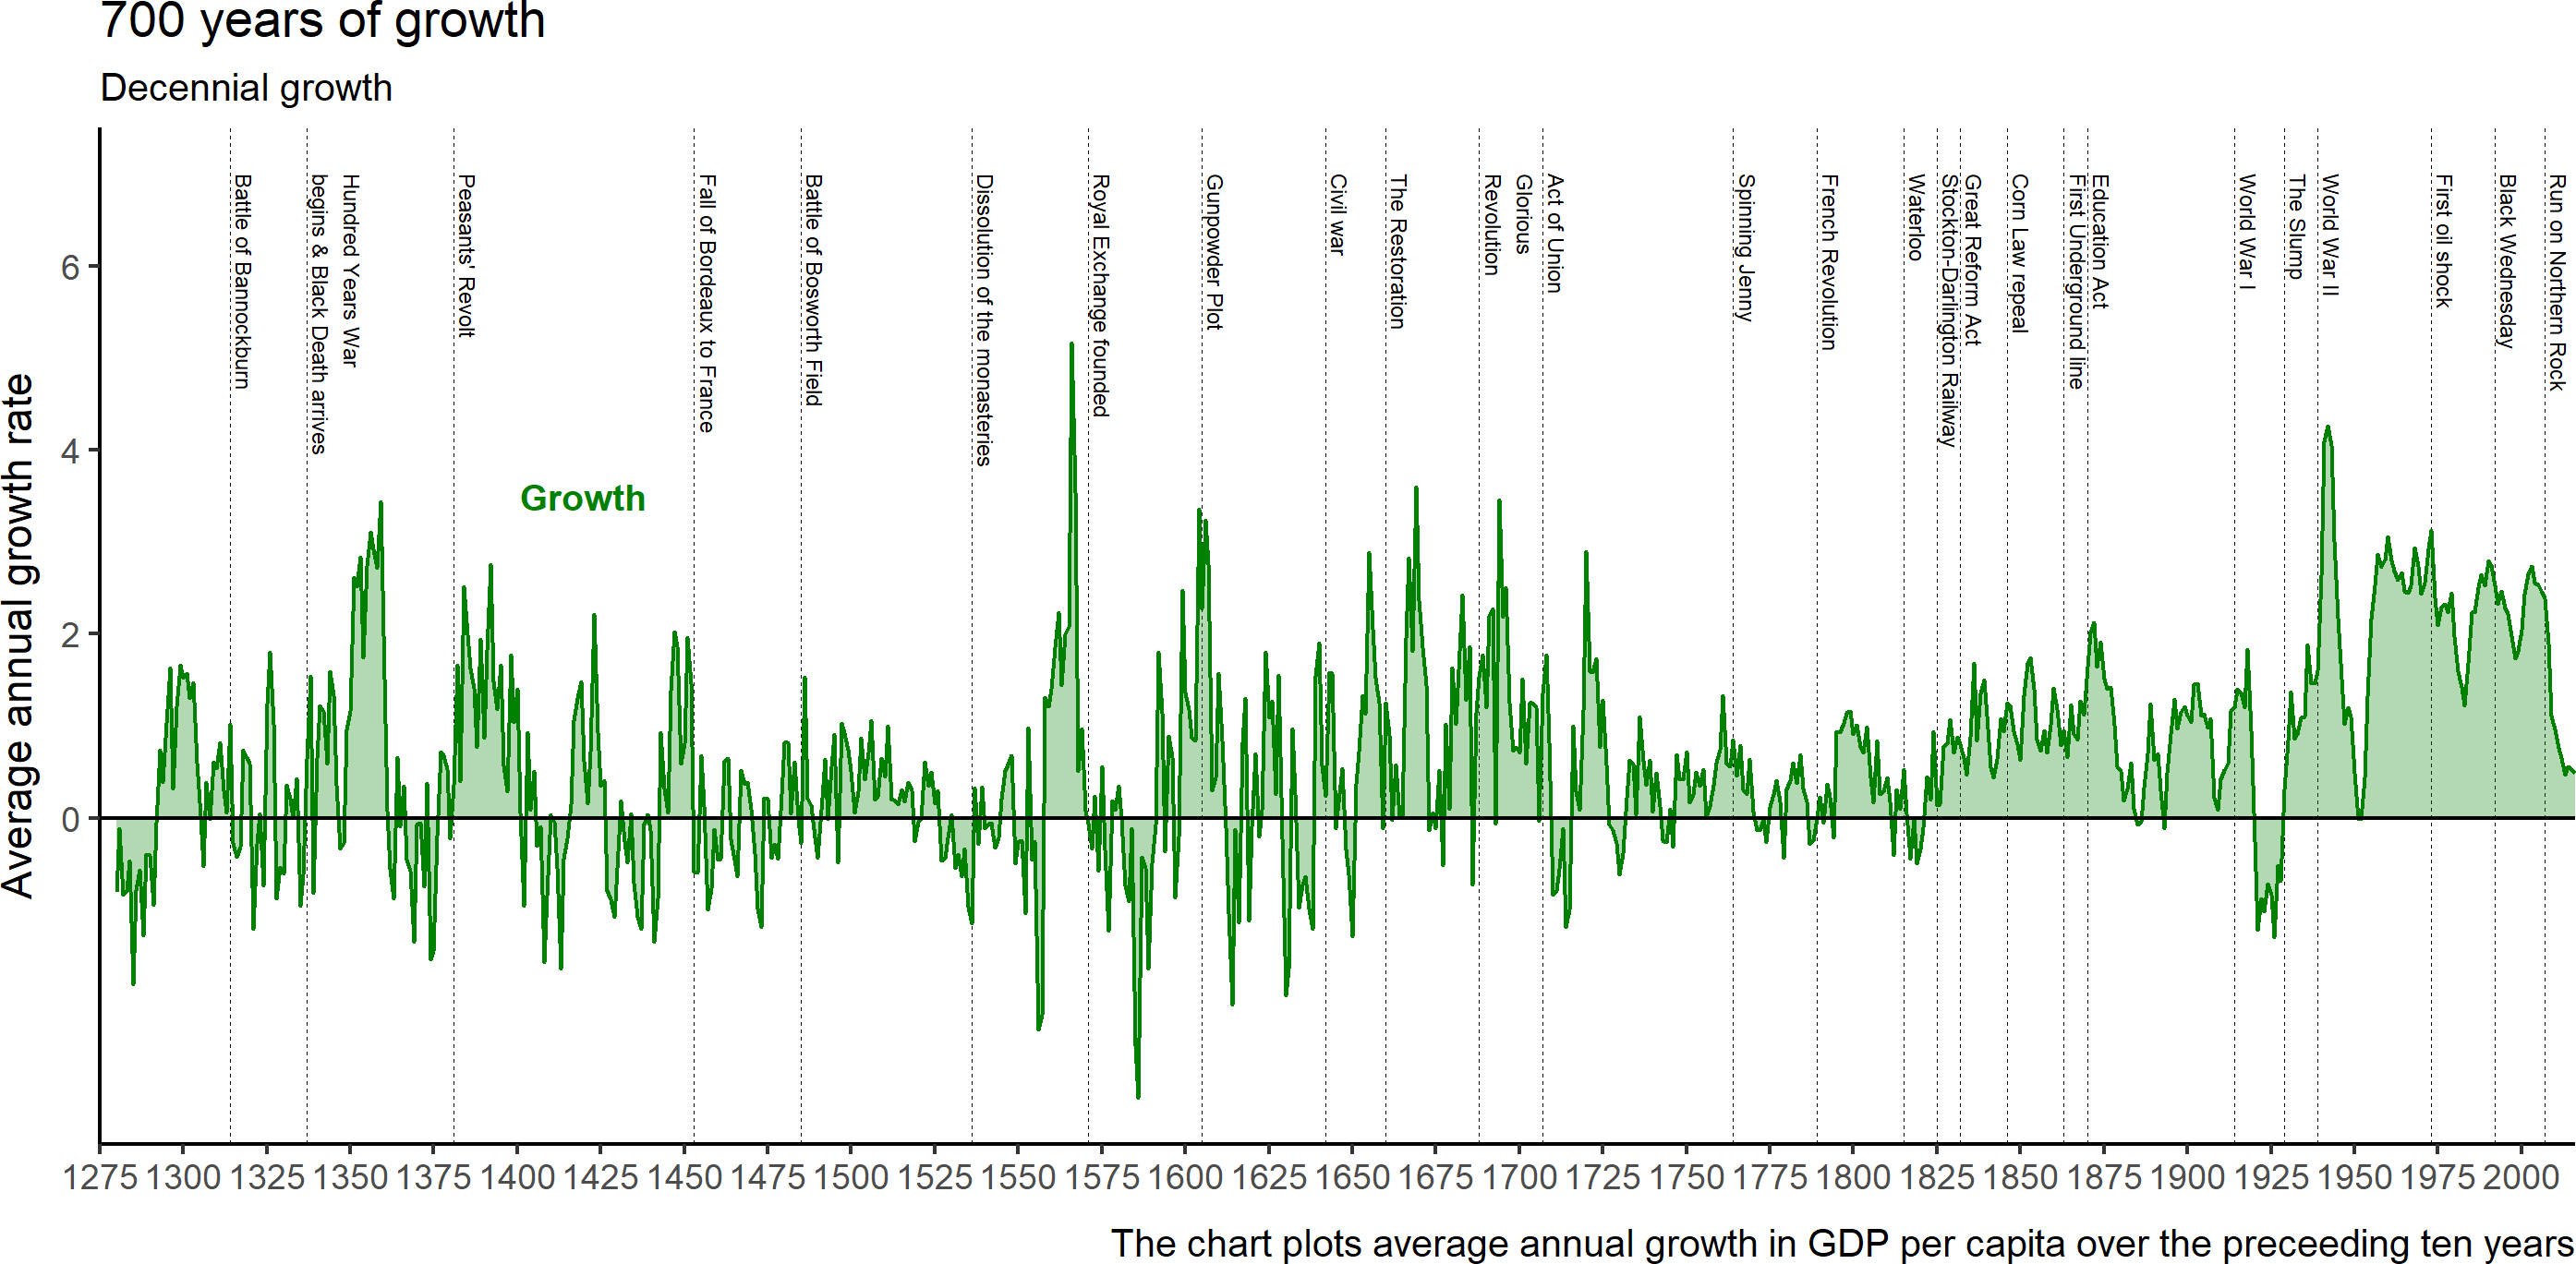 700 years of growth
Decennial growth
Average annual growth rate
6
4
2
0
Growth
Battle of Bannockburn
Hundred Years War
begins & Black Death arrives
Peasants' Revolt
Fall of Bordeaux to France
Battle of Bosworth Field
Dissolution of the monasteries
Royal Exchange founded
Gunpowder Plot
Civil war
The Restoration
Glorious
Revolution
Act of Union
Spinning Jenny
French Revolution
Waterloo
Stockton-Darlington Railway
Great Reform Act
Corn Law repeal
First Underground line
Education Act
World War I
The Slump
World War II
First oil shock
Black Wednesday
Run on Northern Rock
1275 1300 1325 1350 1375 1400 1425 1450 1475 1500 1525 1550 1575 1600 1625 1650 1675 1700 1725 1750 1775 1800 1825 1850 1875 1900 1925 1950 1975 2000
The chart plots average annual growth in GDP per capita over the preceeding ten years